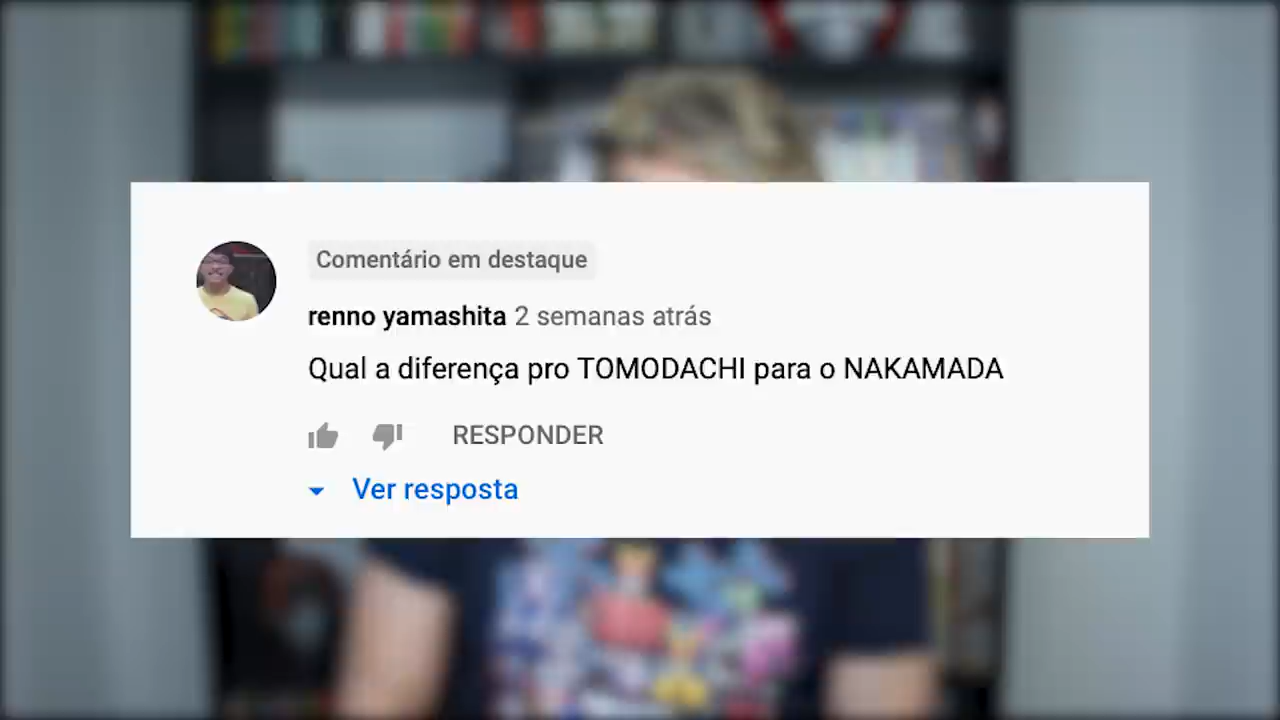 Comentário em destaque
renno yamashita 2 semanas atrás
Qual a diferença pro TOMODACHI para o NAKAMADA
RESPONDER
Ver resposta